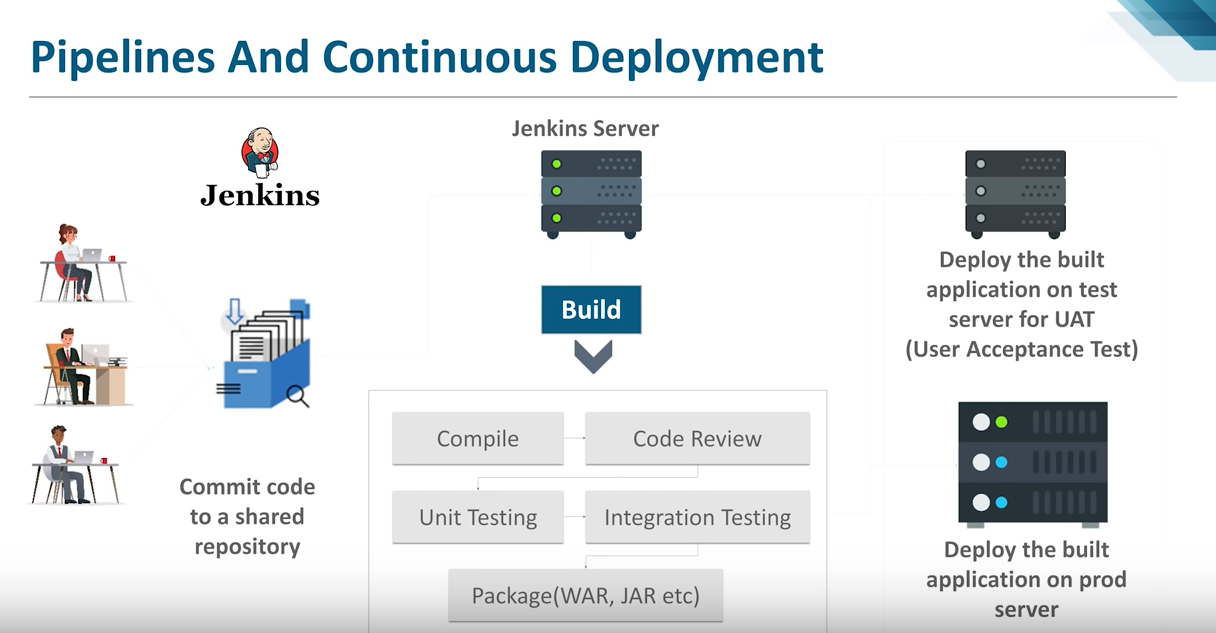 Pipelines And Continuous Deployment
Jenkins
Jenkins Server
Build
Commit code
to a shared
repository
Compile
Code Review
Unit Testing
Integration Testing
Package(WAR, JAR etc)
Deploy the built
application on test
server for UAT
(User Acceptance Test)
Deploy the built
application on prod
server